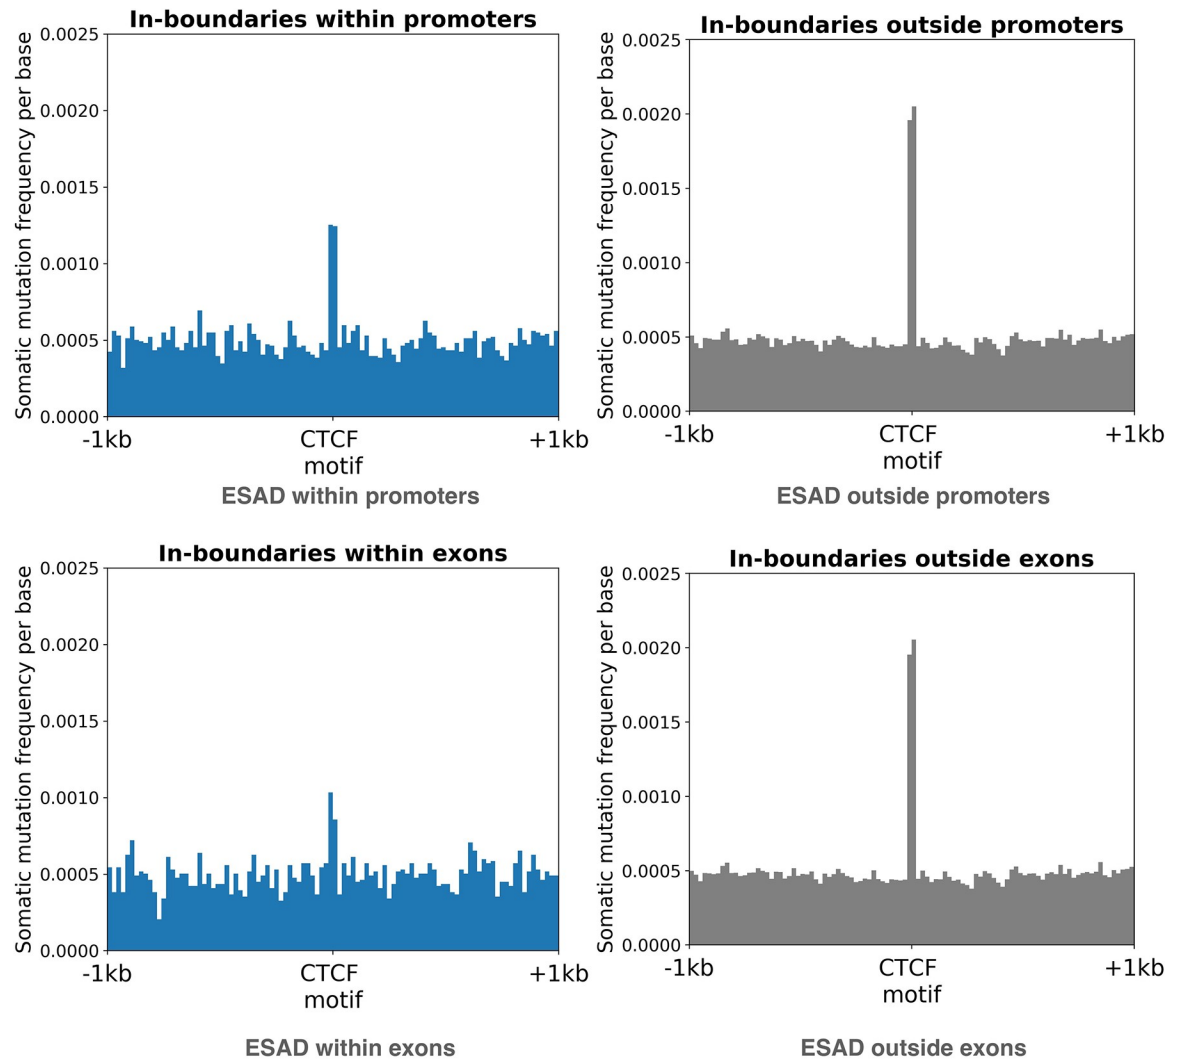 In-boundaries within promoters
Somatic mutation frequency per base
0.0025
0.0020
0.0015
0.0010
0.0005
0.0000
-1kb
CTCF
motif
+1kb
ESAD within promoters
In-boundaries outside promoters
Somatic mutation frequency per base
0.0025
0.0020
0.0015
0.0010
0.0005
0.0000
-1kb
CTCF
motif
+1kb
ESAD outside promoters
In-boundaries within exons
Somatic mutation frequency per base
0.0025
0.0020
0.0015
0.0010
0.0005
0.0000
-1kb
CTCF
motif
+1kb
ESAD within exons
In-boundaries outside exons
Somatic mutation frequency per base
0.0025
0.0020
0.0015
0.0010
0.0005
0.0000
-1kb
CTCF
motif
+1kb
ESAD outside exons